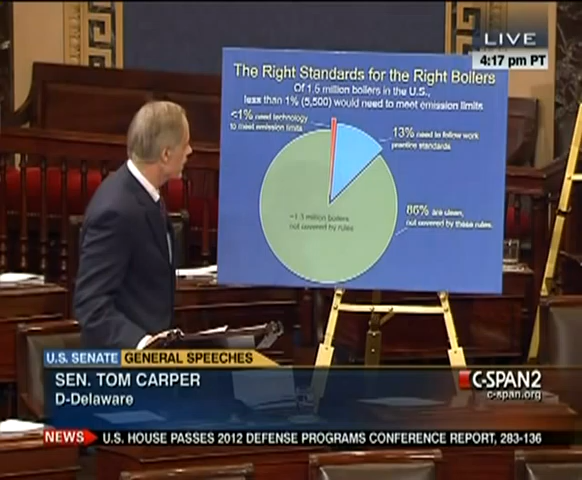 LIVE
4:17 pm PT
The Right Standards for the Right Boilers
Of 1.5 million boilers in the U.S.,
less than 1% (5,500) would need to meet emission limits
<1% need technology
to meet emission limits
13% need to follow work
practice standards
~1.3 million boilers
not covered by rules
86% are clean,
not covered by these rules.
U.S. SENATE GENERAL SPEECHES
SEN. TOM CARPER
D-Delaware
C-SPAN2
c-span.org
NEWS U.S. HOUSE PASSES 2012 DEFENSE PROGRAMS CONFERENCE REPORT, 283-136